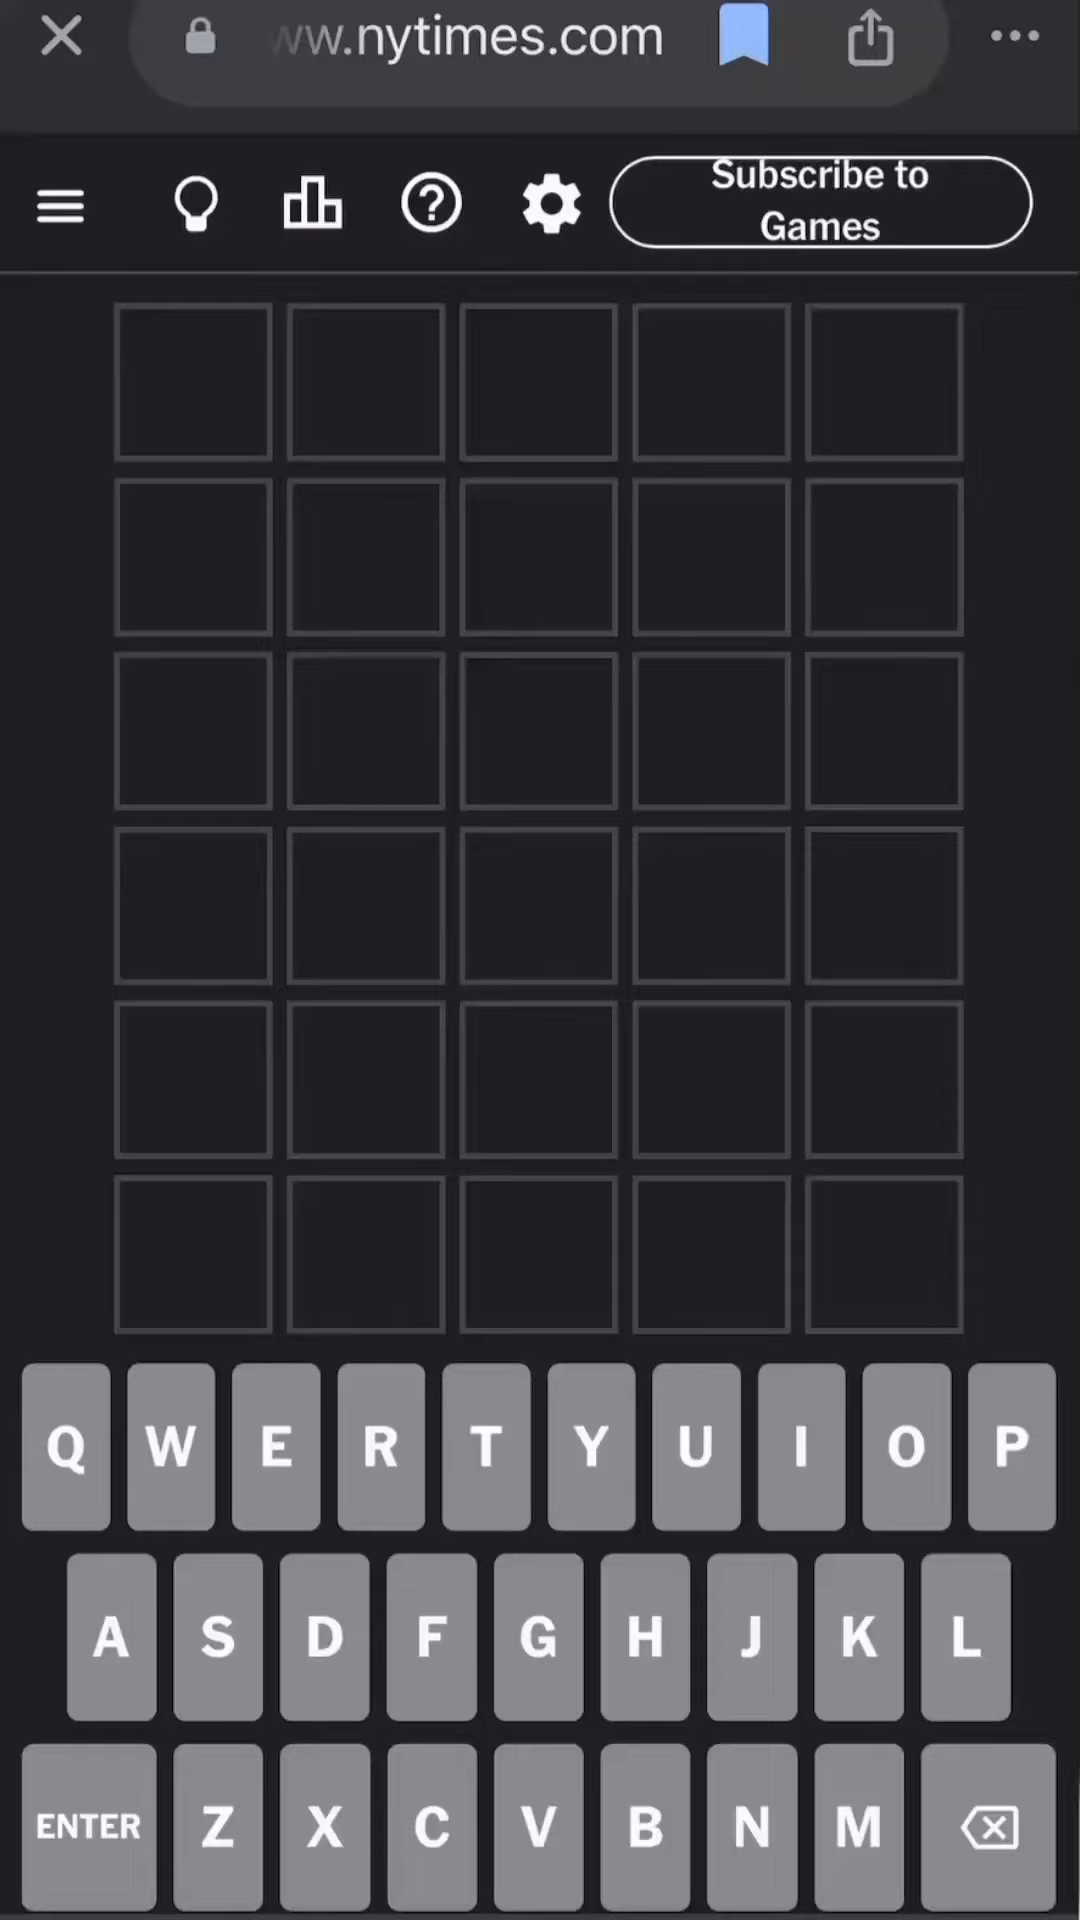 ww.nytimes.com
?
Subscribe to
Games
Q W E R T Y U I O P
A S D F G H J K L
ENTER Z X C V B N M